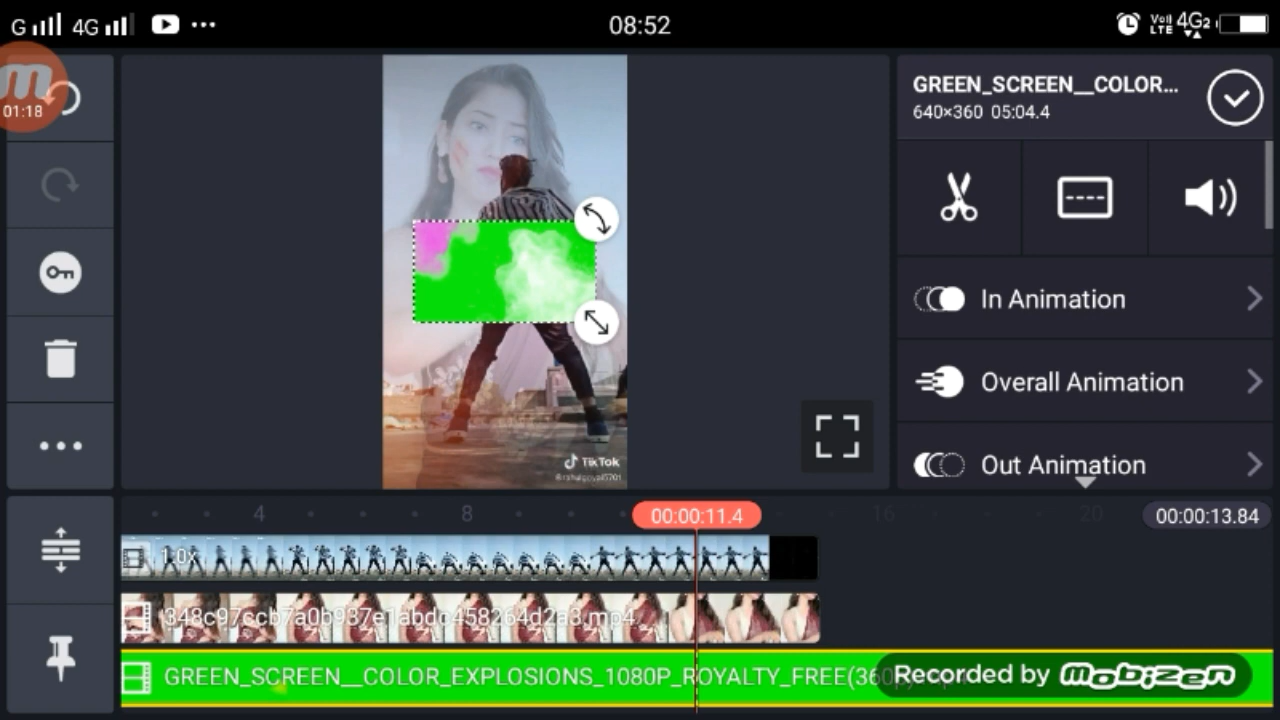 G 4G 08:52 Voll LTE 4G2
01:18
GREEN_SCREEN__COLOR...
640×360 05:04.4
In Animation
Overall Animation
Out Animation
TikTok
4 8 00:00:11.4 16 20 00:00:13.84
1.0x
348c97ccb7a0b937e1abdc458264d2a3.mp4
GREEN_SCREEN__COLOR_EXPLOSIONS_1080P_ROYALTY_FREE(360
Recorded by mobizen